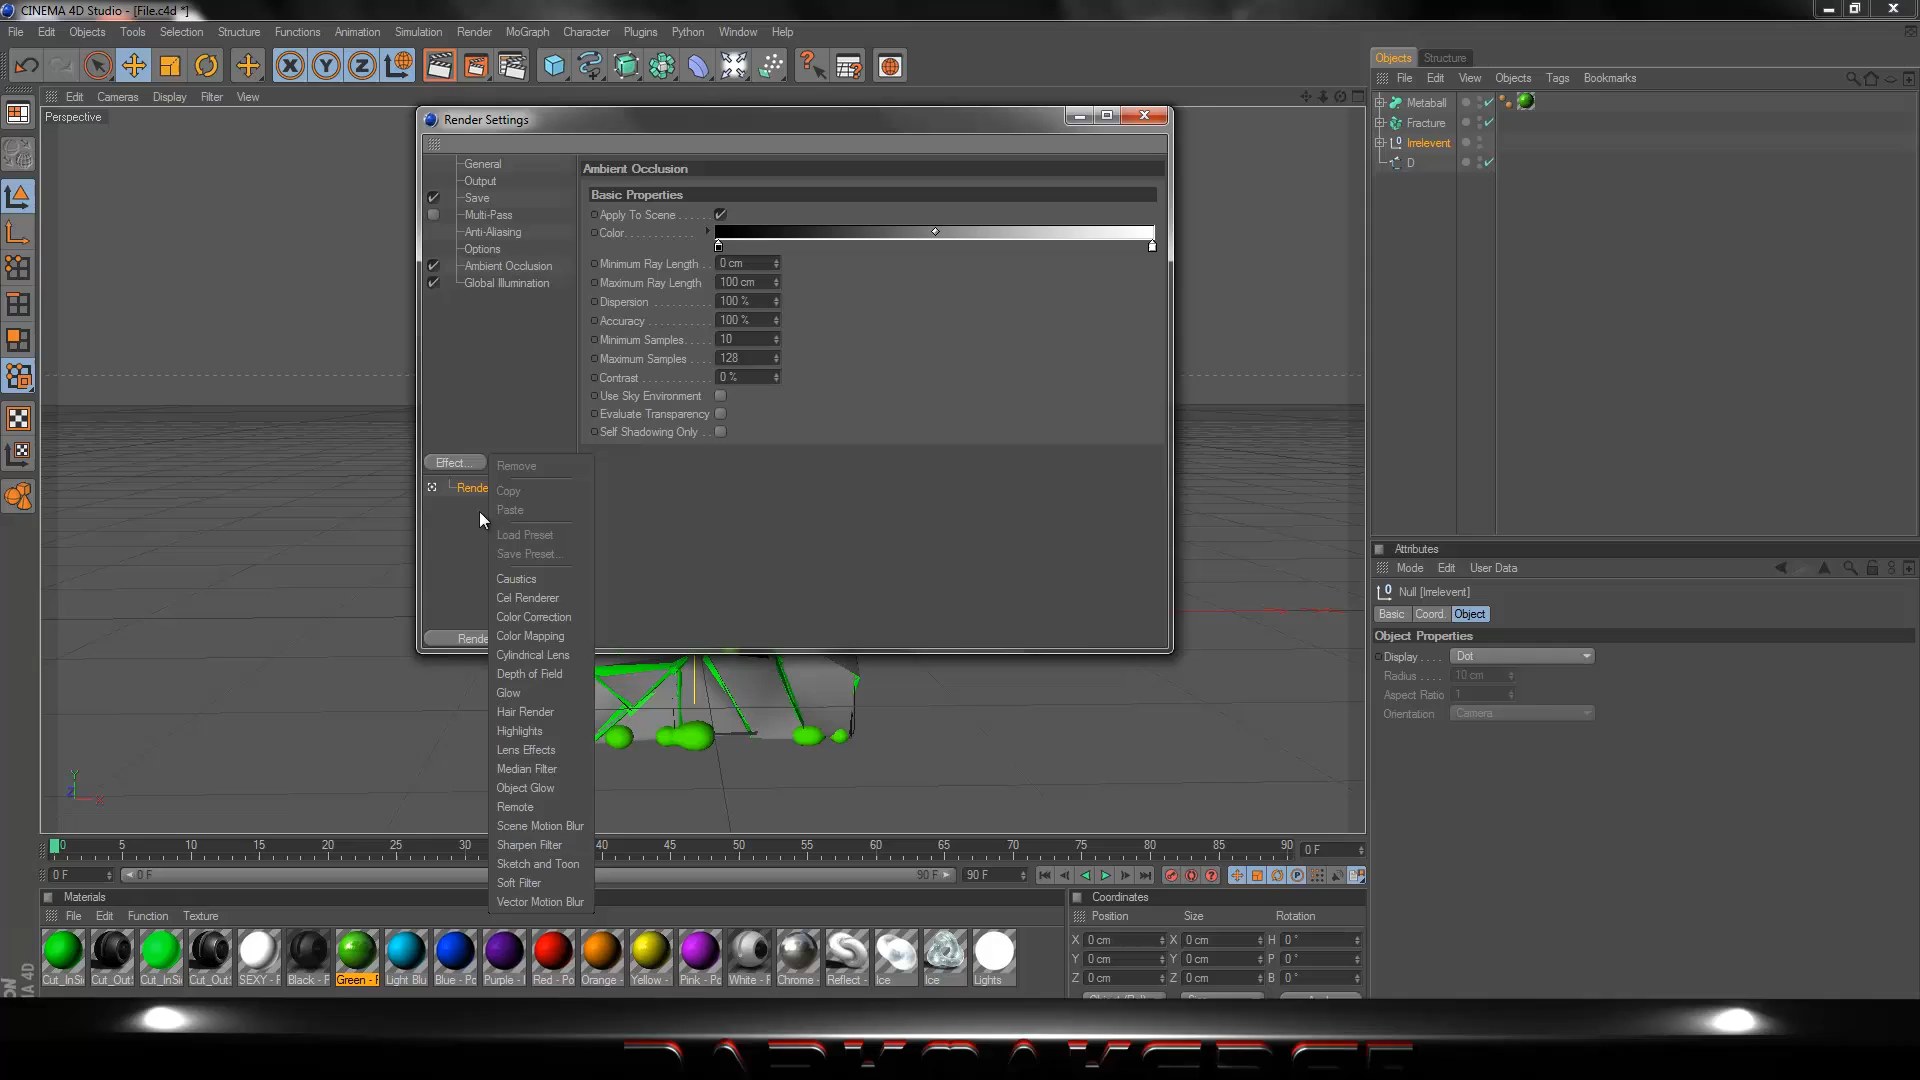 CINEMA 4D Studio - [File.c4d *]
File Edit Objects Tools Selection Structure Functions Animation Simulation Render MoGraph Character Plugins Python Window Help
Edit Cameras Display Filter View
Perspective
Render Settings
General
Output
Save
Multi-Pass
Anti-Aliasing
Options
Ambient Occlusion
Global Illumination
Effect...
Rende
Rende
Ambient Occlusion
Basic Properties
Apply To Scene
Color
Minimum Ray Length 0 cm
Maximum Ray Length 100 cm
Dispersion 100 %
Accuracy 100 %
Minimum Samples 10
Maximum Samples 128
Contrast 0 %
Use Sky Environment
Evaluate Transparency
Self Shadowing Only
Remove
Copy
Paste
Load Preset
Save Preset...
Caustics
Cel Renderer
Color Correction
Color Mapping
Cylindrical Lens
Depth of Field
Glow
Hair Render
Highlights
Lens Effects
Median Filter
Object Glow
Remote
Scene Motion Blur
Sharpen Filter
Sketch and Toon
Soft Filter
Vector Motion Blur
Objects Structure
File Edit View Objects Tags Bookmarks
Metaball
Fracture
Irrelevent
D
Attributes
Mode Edit User Data
Null [Irrelevent]
Basic Coord. Object
Object Properties
Display Dot
Radius 10 cm
Aspect Ratio 1
Orientation Camera
0 5 10 15 20 25 30 40 45 50 55 60 65 70 75 80 85 90 0 F
0 F 0 F 90 F 90 F
Materials
File Edit Function Texture
Cut_InSi Cut_Out: Cut_InSi Cut_Out: SEXY - F Black - F Green - F Light Blu Blue - Po Purple - I Red - Po Orange - Yellow - Pink - Po White - F Chrome - Reflect - Ice Ice Lights
Coordinates
Position Size Rotation
X 0 cm X 0 cm H 0 °
Y 0 cm Y 0 cm P 0 °
Z 0 cm Z 0 cm B 0 °